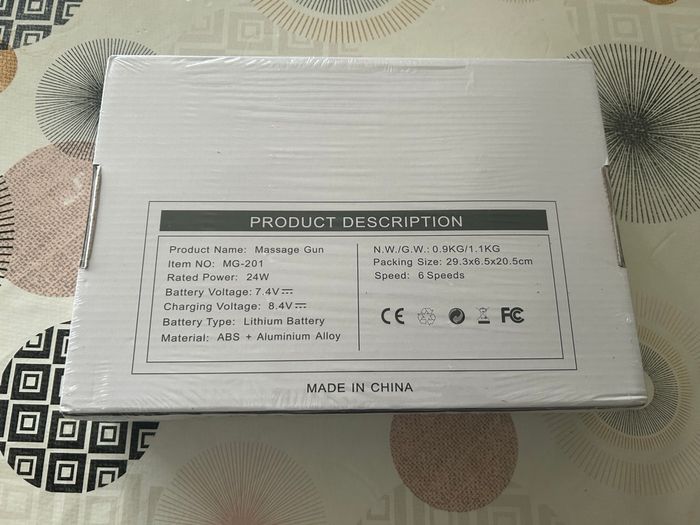 PRODUCT DESCRIPTION
Product Name: Massage Gun
Item NO: MG-201
Rated Power: 24W
Battery Voltage: 7.4V⎓
Charging Voltage: 8.4V⎓
Battery Type: Lithium Battery
Material: ABS + Aluminium Alloy
N.W./G.W.: 0.9KG/1.1KG
Packing Size: 29.3x6.5x20.5cm
Speed: 6 Speeds
CE FC
MADE IN CHINA